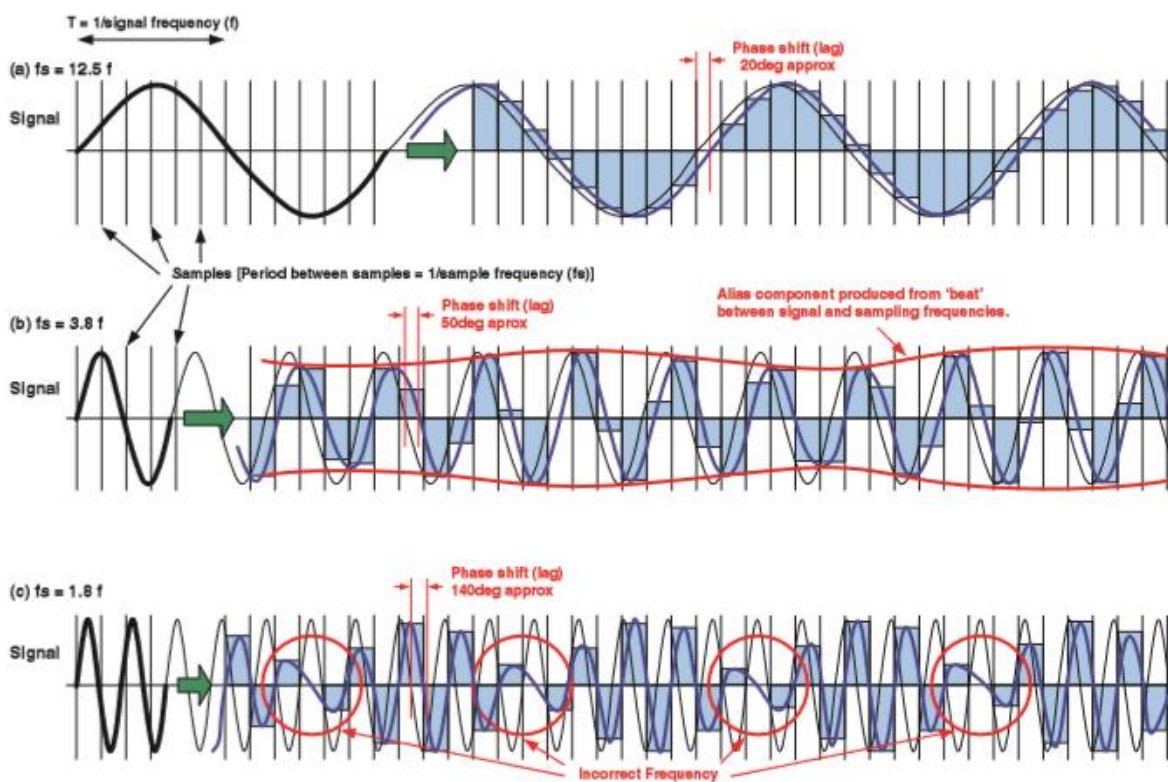 T = 1/signal frequency (f)
(a) fs = 12.5 f
Signal
Phase shift (lag)
20deg approx
Samples [Period between samples = 1/sample frequency (fs)]
(b) fs = 3.8 f
Signal
Phase shift (lag)
50deg aprox
Alias component produced from 'beat'
between signal and sampling frequencies.
(c) fs = 1.8 f
Signal
Phase shift (lag)
140deg approx
Incorrect Frequency